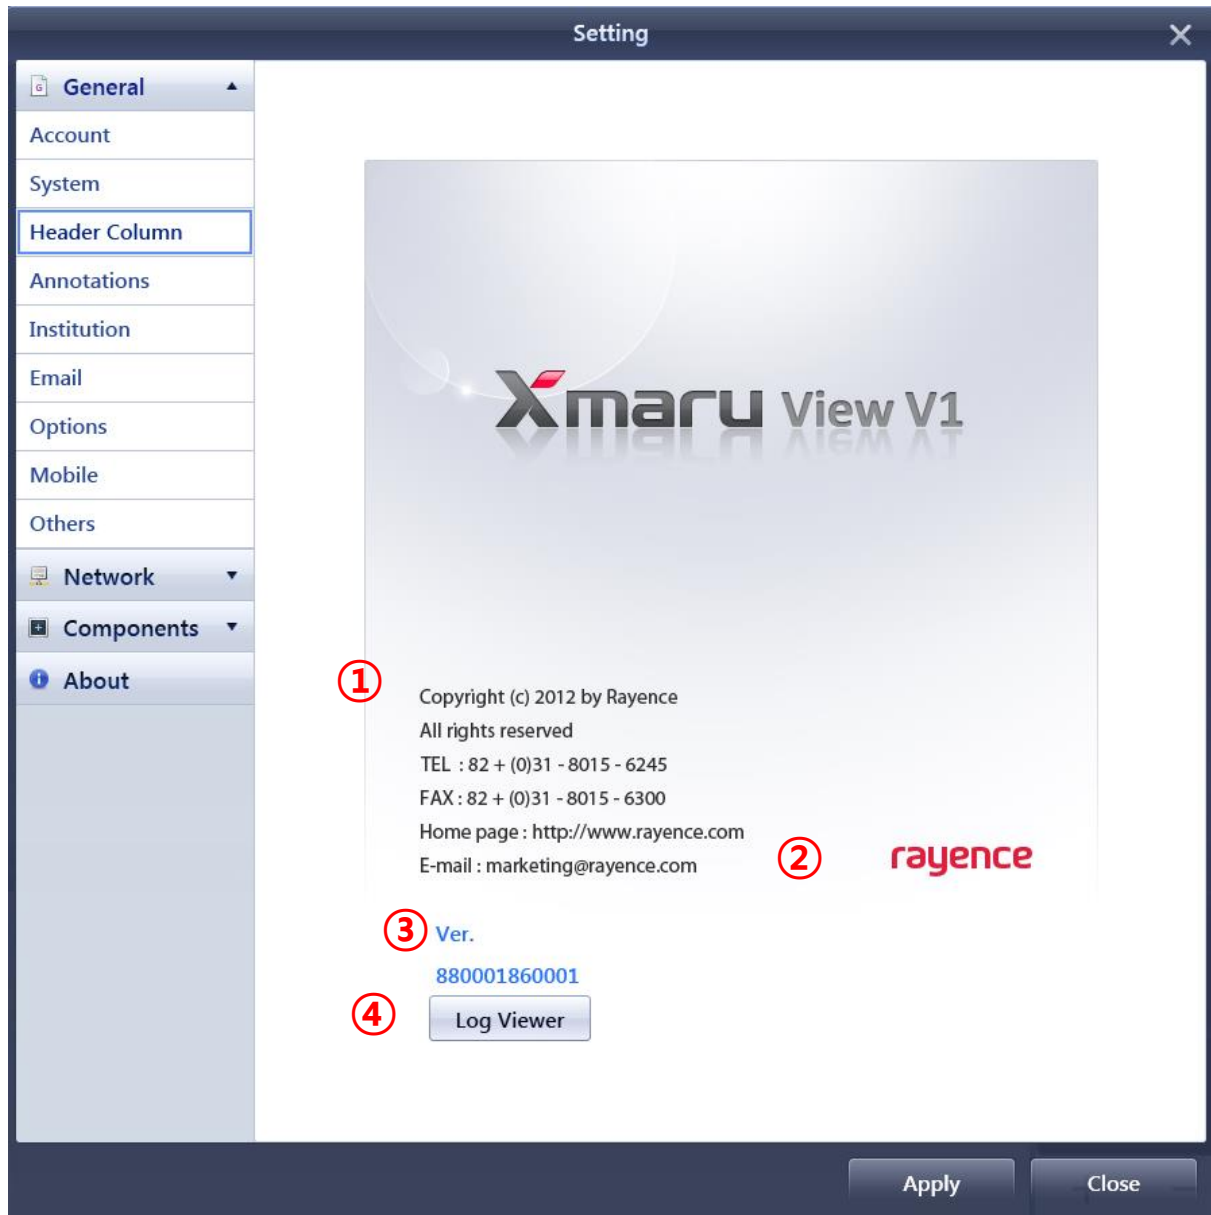 Setting
General
Account
System
Header Column
Annotations
Institution
Email
Options
Mobile
Others
Network
Components
About
Xmaru View V1
①
Copyright (c) 2012 by Rayence
All rights reserved
TEL : 82 + (0)31 - 8015 - 6245
FAX : 82 + (0)31 - 8015 - 6300
Home page : http://www.rayence.com
E-mail : marketing@rayence.com
② rayence
③ Ver.
880001860001
④ Log Viewer
Apply Close